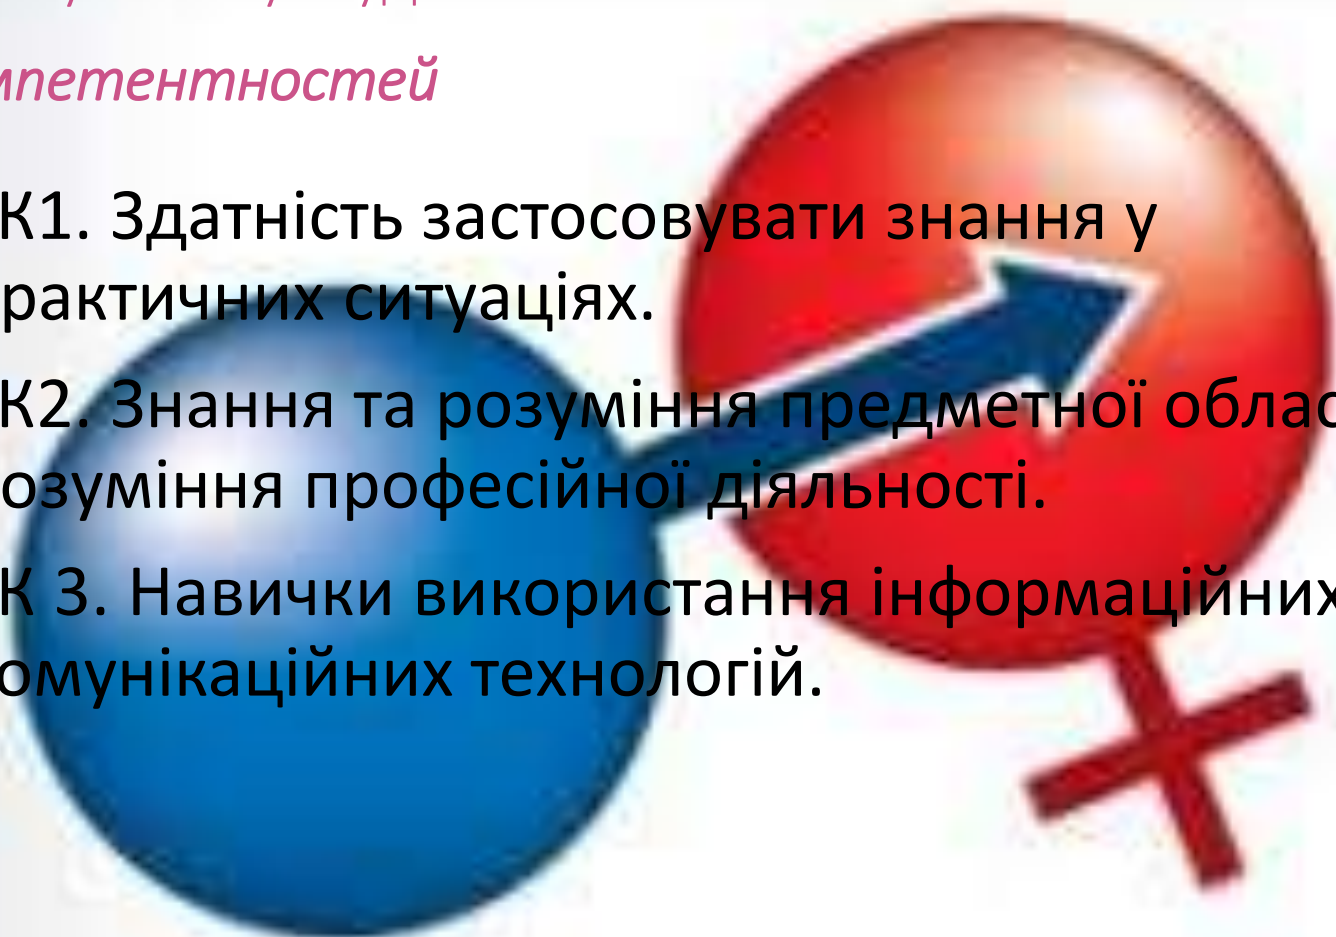 мпетентностей
К1. Здатність застосовувати знання у
рактичних ситуаціях.
К2. Знання та розуміння предметної облас
озуміння професійної діяльності.
К 3. Навички використання інформаційних
омунікаційних технологій.